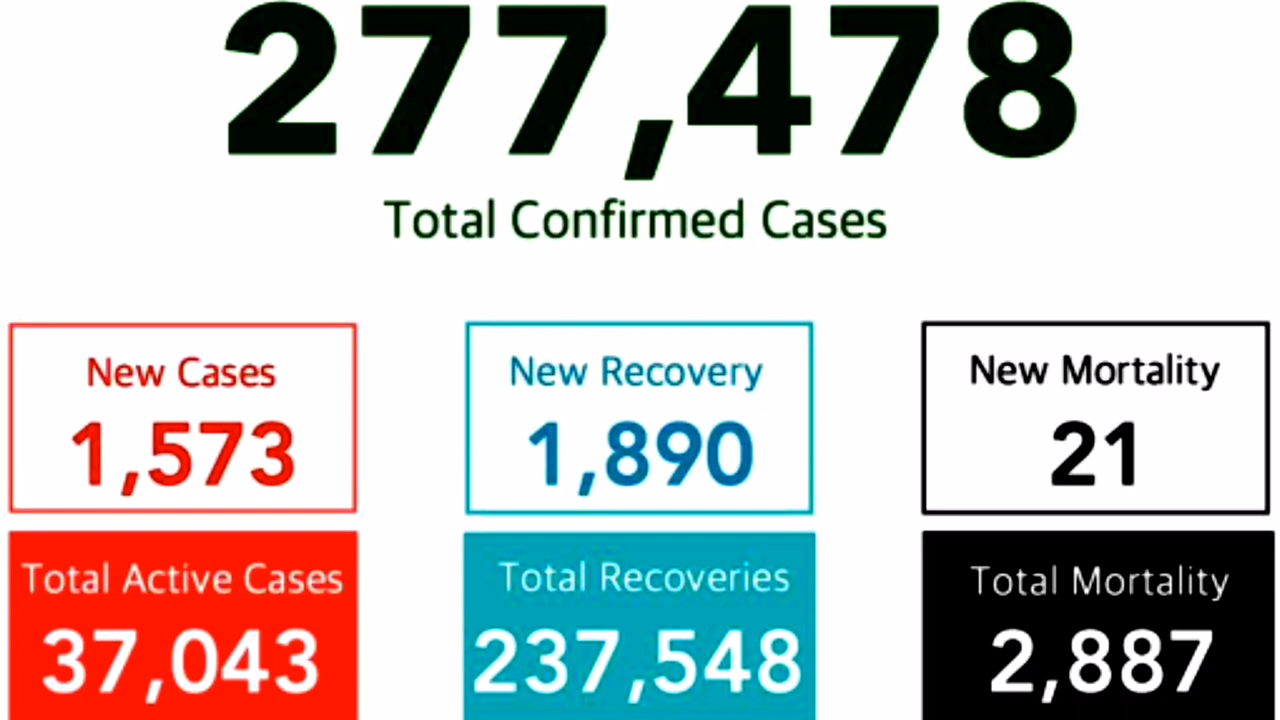 277,478
Total Confirmed Cases
New Cases
1,573
New Recovery
1,890
New Mortality
21
Total Active Cases
37,043
Total Recoveries
237,548
Total Mortality
2,887